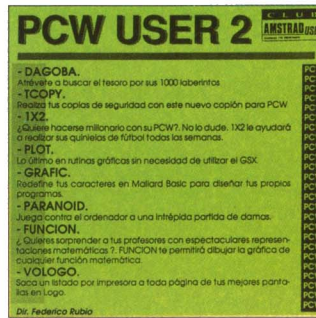 PCW USER 2
CLUB
AMSTRAD USER
- DAGOBA.
Atrévete a buscar el tesoro por sus 1000 laberintos
- TCOPY.
Realiza tus copias de seguridad con este nuevo copión para PCW
- 1X2.
¿Quiere hacerse millonario con su PCW?. No lo dude. 1X2 le ayudará
a realizar sus quinielas de fútbol todas las semanas.
- PLOT.
Lo último en rutinas gráficas sin necesidad de utilizar el GSX
- GRAFIC.
Redefine tus caracteres en Mallard Basic para diseñar tus propios
programas.
- PARANOID.
Juega contra el ordenador a una intrépida partida de damas.
- FUNCION.
¿ Quieres sorprender a tus profesores con espectaculares represen-
taciones matemáticas ?. FUNCION te permitirá dibujar la gráfica de
cualquier función matemática.
- VOLOGO.
Saca un listado por impresora a toda página de tus mejores panta-
llas en Logo.
Dir. Federico Rubio